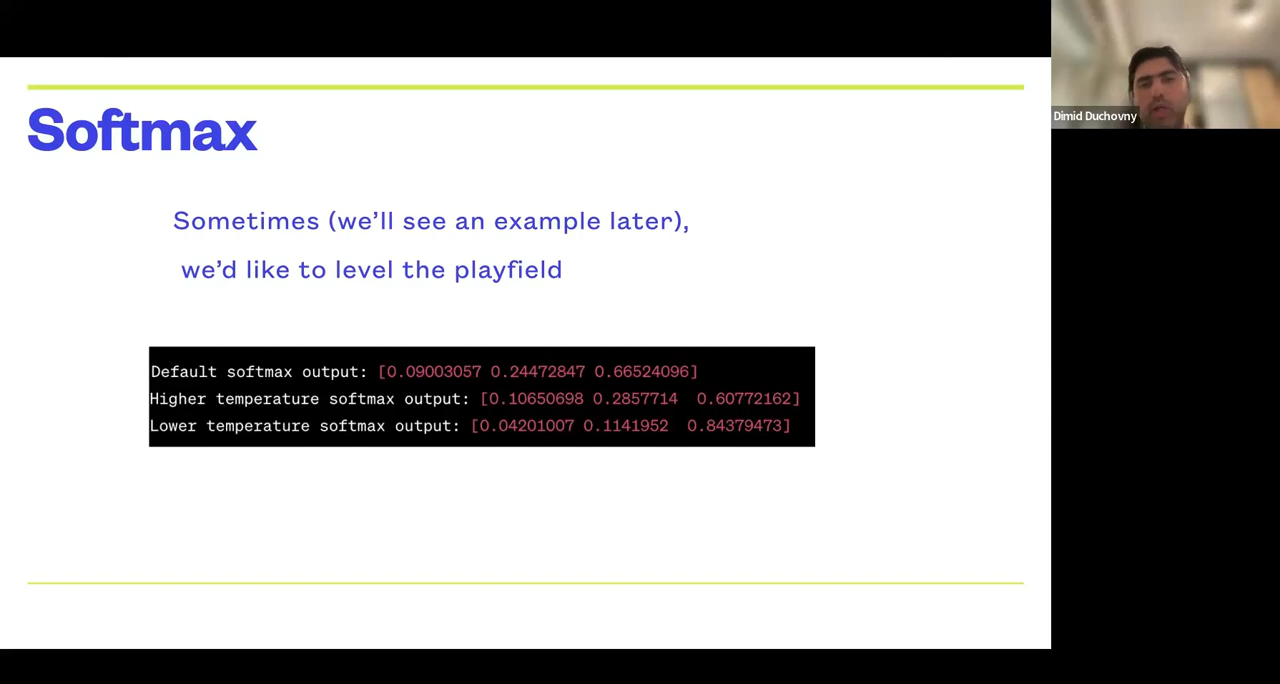 Softmax
Sometimes (we'll see an example later),
we'd like to level the playfield
Default softmax output: [0.09003057 0.24472847 0.66524096]
Higher temperature softmax output: [0.10650698 0.2857714  0.60772162]
Lower temperature softmax output: [0.04201007 0.1141952  0.84379473]
Dimid Duchovny